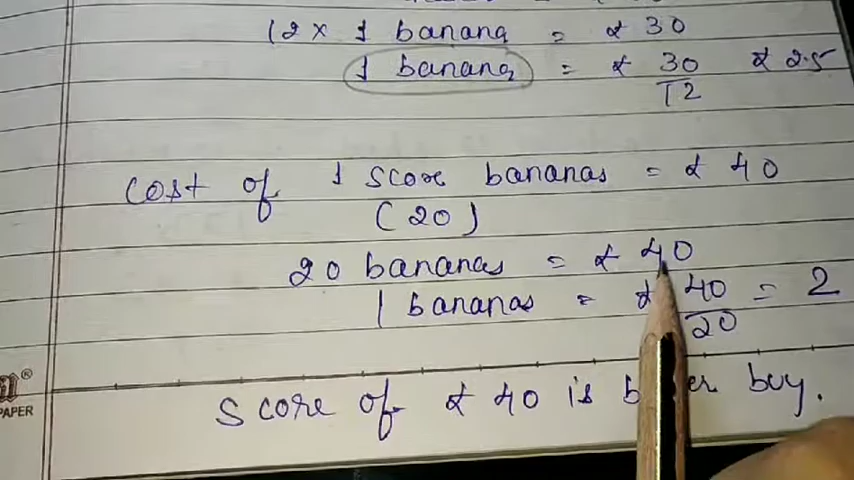 12 x 1 banana = ₹ 30
1 banana = ₹ 30/12 ₹ 2.5
Cost of 1 score bananas = ₹ 40
(20)
20 bananas = ₹ 40
1 bananas = ₹ 40/20 = 2
Score of ₹ 40 is buy.
®
PAPER